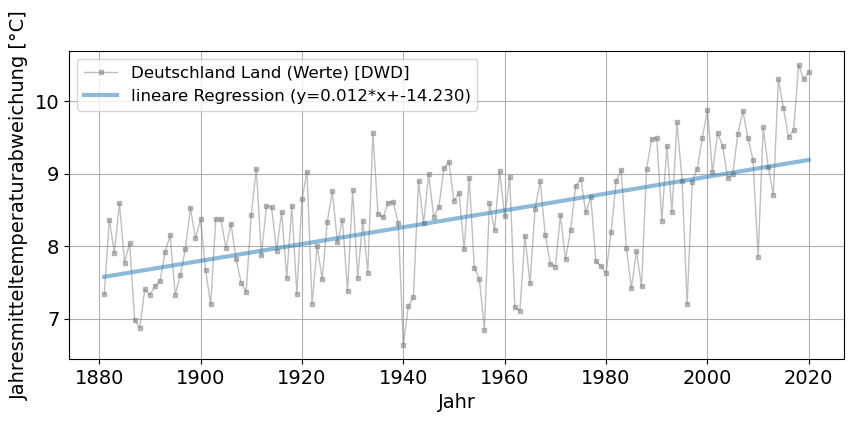 Jahresmitteltemperaturabweichung [°C]
Deutschland Land (Werte) [DWD]
lineare Regression (y=0.012*x+-14.230)
10
9
8
7
1880 1900 1920 1940 1960 1980 2000 2020
Jahr